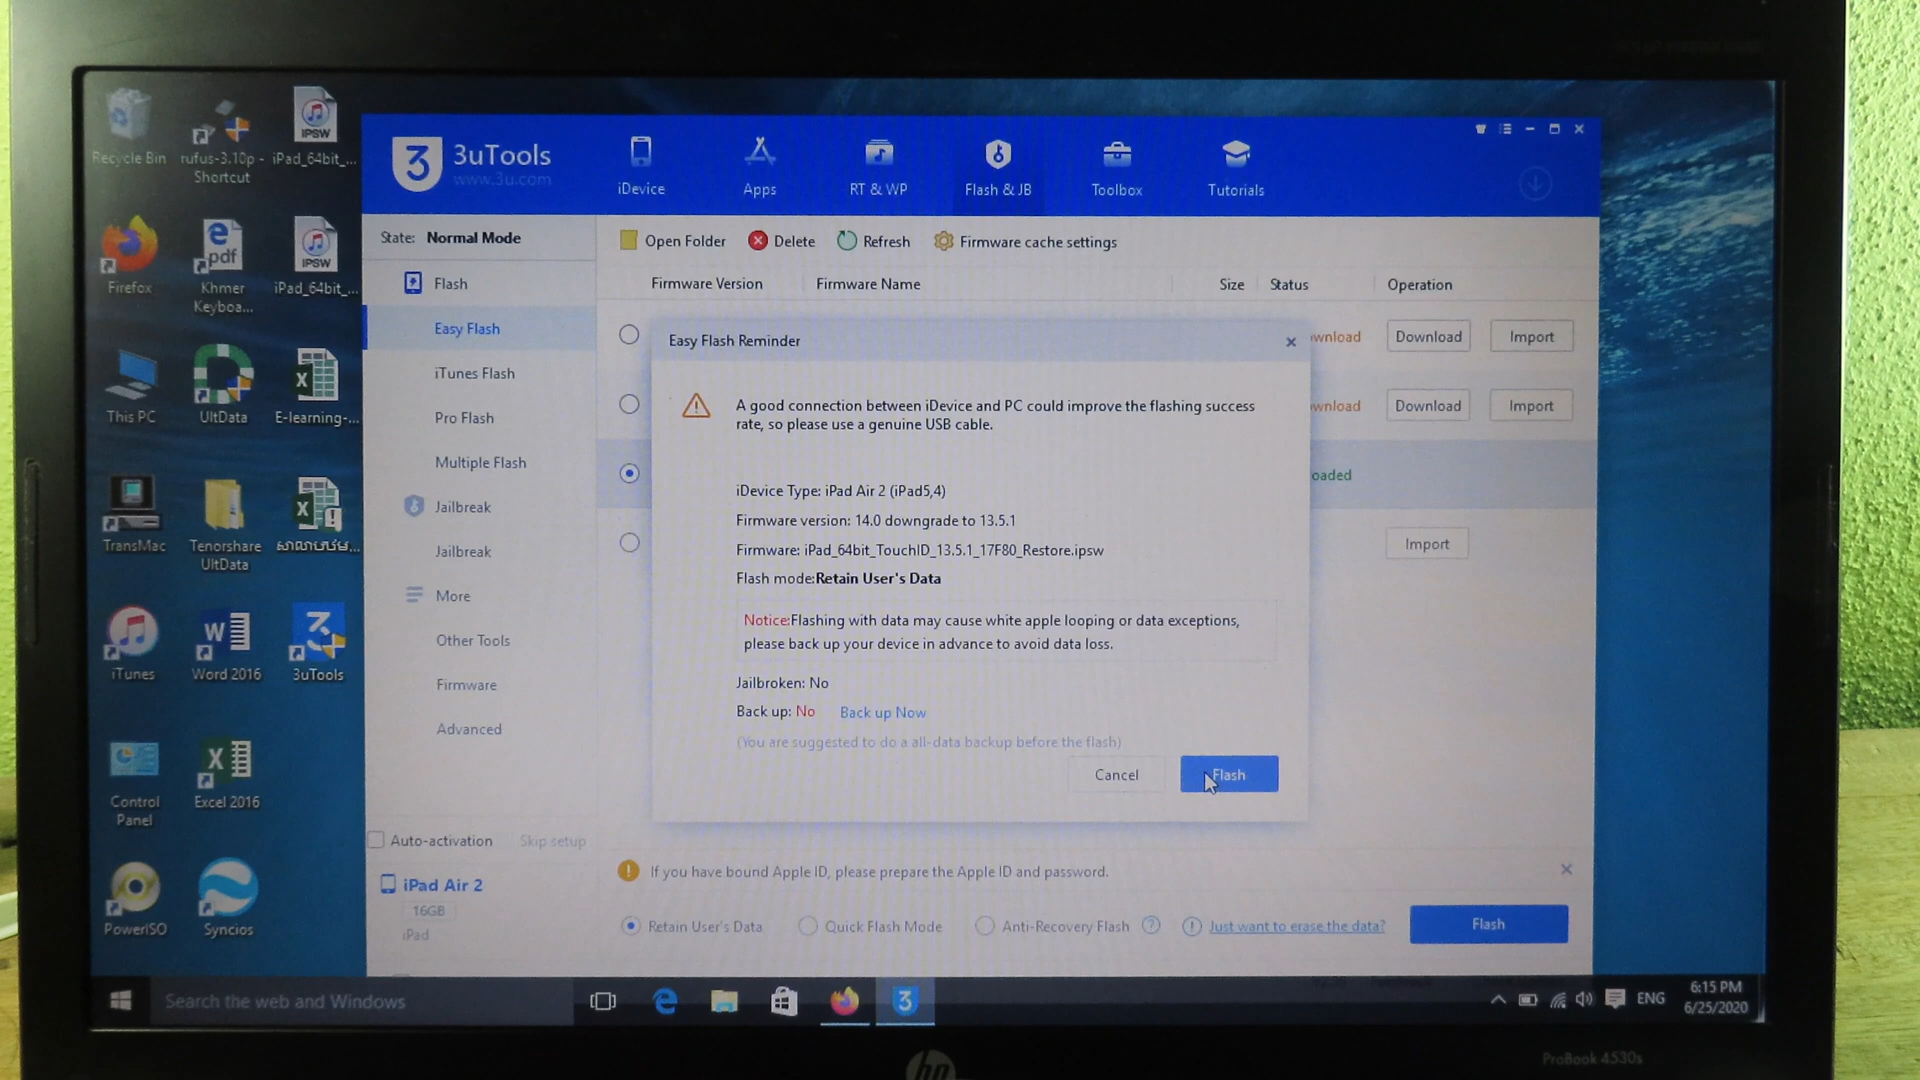 Recycle Bin
rufus-3.10p -
Shortcut
IPSW
iPad_64bit_...
Firefox
pdf
Khmer
Keyboa...
IPSW
iPad_64bit_...
This PC
UltData
E-learning-...
TransMac
Tenorshare
UltData
iTunes
Word 2016
3uTools
Control
Panel
Excel 2016
PowerISO
Syncios
3uTools
www.3u.com
iDevice
Apps
RT & WP
Flash & JB
Toolbox
Tutorials
State: Normal Mode
Open Folder
Delete
Refresh
Firmware cache settings
Flash
Easy Flash
iTunes Flash
Pro Flash
Multiple Flash
Jailbreak
Jailbreak
More
Other Tools
Firmware
Advanced
Firmware Version
Firmware Name
Size
Status
Operation
wnload
Download
Import
wnload
Download
Import
oaded
Import
Easy Flash Reminder
A good connection between iDevice and PC could improve the flashing success
rate, so please use a genuine USB cable.
iDevice Type: iPad Air 2 (iPad5,4)
Firmware version: 14.0 downgrade to 13.5.1
Firmware: iPad_64bit_TouchID_13.5.1_17F80_Restore.ipsw
Flash mode:Retain User's Data
Notice:Flashing with data may cause white apple looping or data exceptions,
please back up your device in advance to avoid data loss.
Jailbroken: No
Back up: No Back up Now
(You are suggested to do a all-data backup before the flash)
Cancel
Flash
Auto-activation
Skip setup
iPad Air 2
16GB
iPad
If you have bound Apple ID, please prepare the Apple ID and password.
Retain User's Data
Quick Flash Mode
Anti-Recovery Flash
Just want to erase the data?
Flash
Search the web and Windows
ENG
6:15 PM
6/25/2020
hp
ProBook 4530s